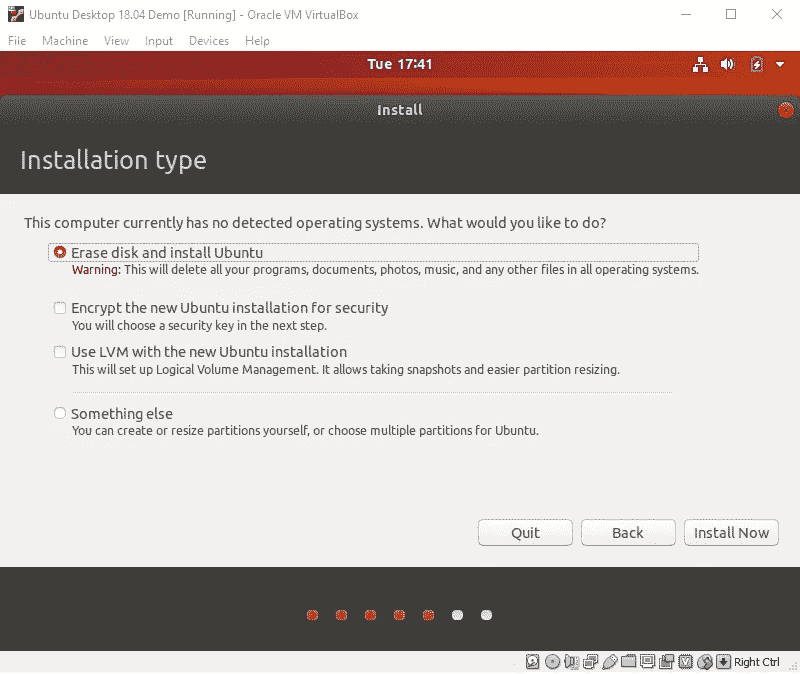 Ubuntu Desktop 18.04 Demo [Running] - Oracle VM VirtualBox
File Machine View Input Devices Help
Tue 17:41
Install
Installation type
This computer currently has no detected operating systems. What would you like to do?
Erase disk and install Ubuntu
Warning: This will delete all your programs, documents, photos, music, and any other files in all operating systems.
Encrypt the new Ubuntu installation for security
You will choose a security key in the next step.
Use LVM with the new Ubuntu installation
This will set up Logical Volume Management. It allows taking snapshots and easier partition resizing.
Something else
You can create or resize partitions yourself, or choose multiple partitions for Ubuntu.
Quit Back Install Now
Right Ctrl